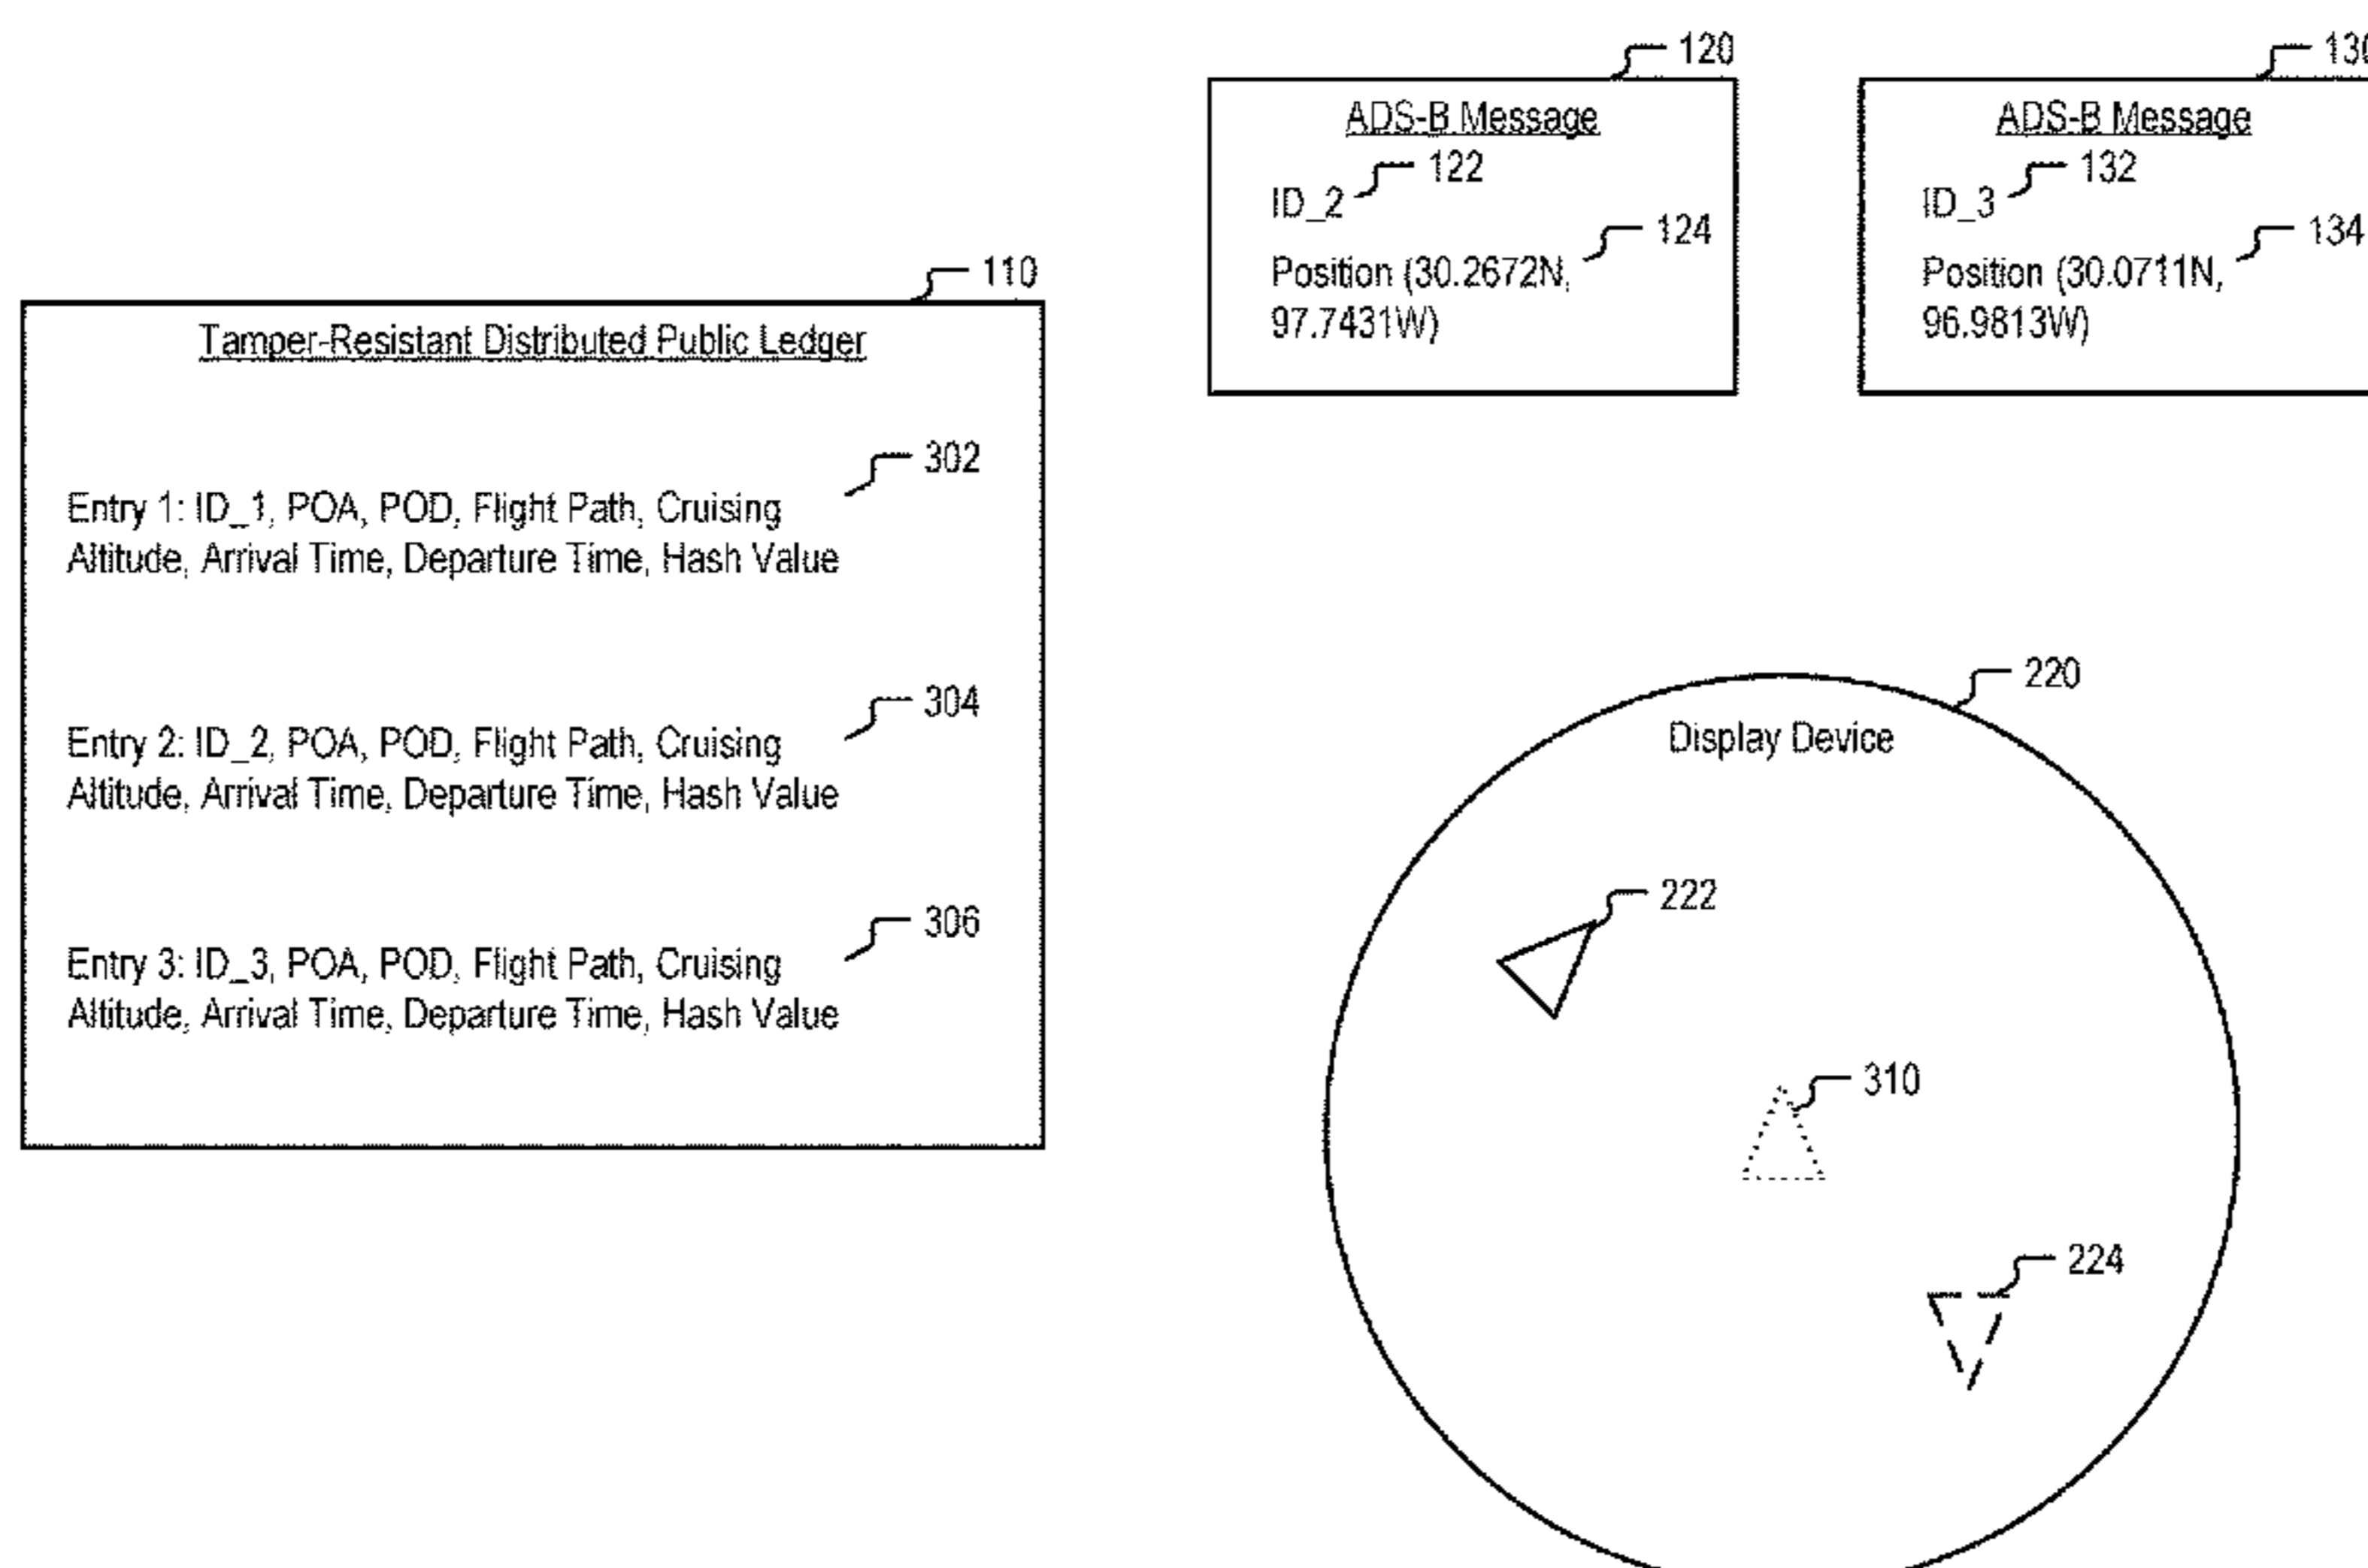 120
ADS-B Message
122
ID_2
124
Position (30.2672N,
97.7431W)
130
ADS-B Message
132
ID_3
134
Position (30.0711N,
96.9813W)
110
Tamper-Resistant Distributed Public Ledger
302
Entry 1: ID_1, POA, POD, Flight Path, Cruising
Altitude, Arrival Time, Departure Time, Hash Value
304
Entry 2: ID_2, POA, POD, Flight Path, Cruising
Altitude, Arrival Time, Departure Time, Hash Value
306
Entry 3: ID_3, POA, POD, Flight Path, Cruising
Altitude, Arrival Time, Departure Time, Hash Value
220
Display Device
222
310
224